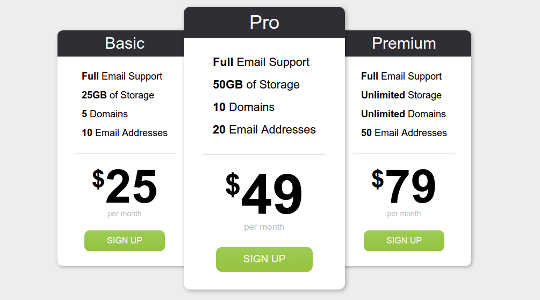 Basic
Full Email Support
25GB of Storage
5 Domains
10 Email Addresses
$25
per month
SIGN UP
Pro
Full Email Support
50GB of Storage
10 Domains
20 Email Addresses
$49
per month
SIGN UP
Premium
Full Email Support
Unlimited Storage
Unlimited Domains
50 Email Addresses
$79
per month
SIGN UP